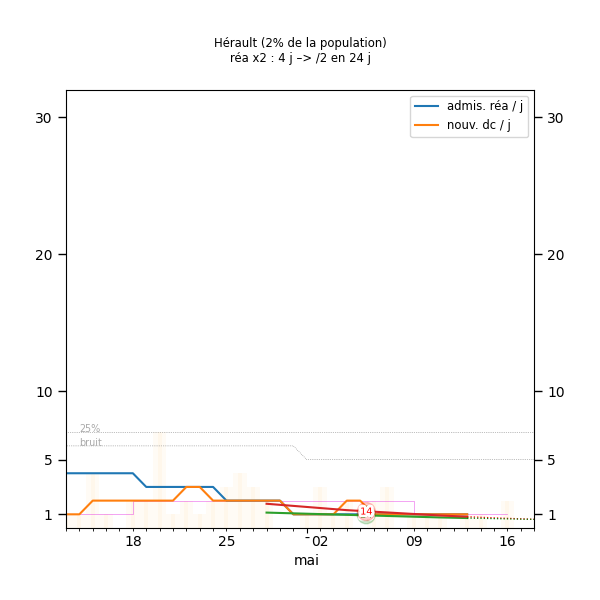 Hérault (2% de la population)
réa x2 : 4 j –> /2 en 24 j
admis. réa / j
nouv. dc / j
30 30
20 20
10 10
25%
bruit
5 5
14
1 1
18 25 02 09 16
mai